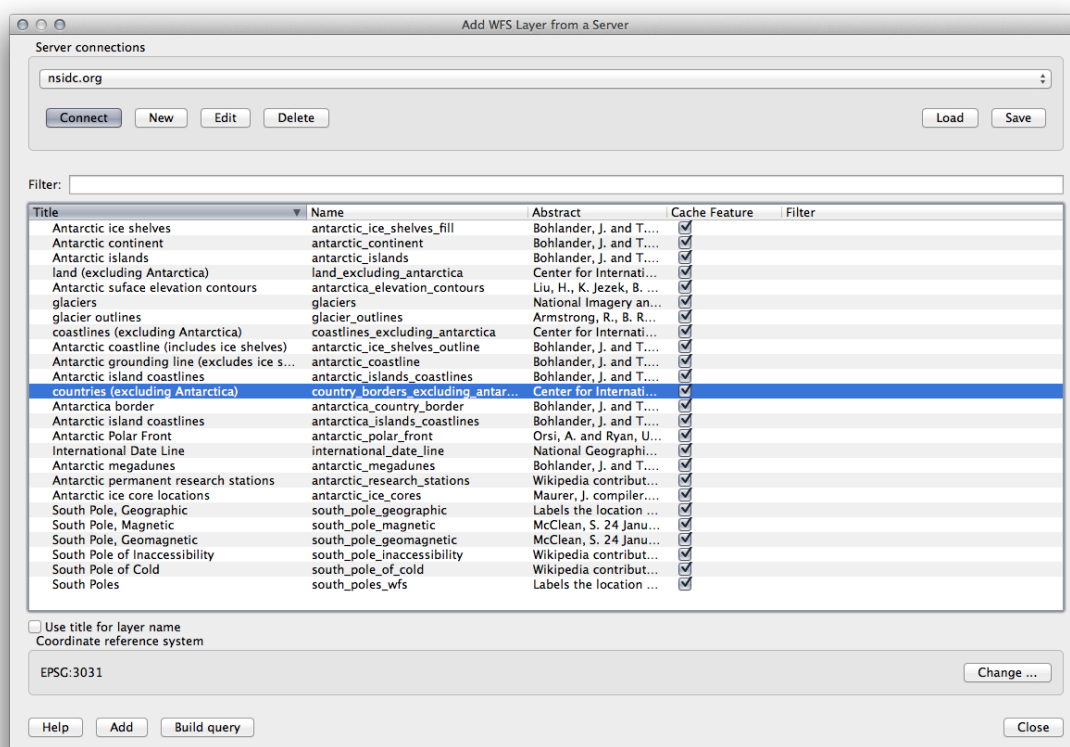 Add WFS Layer from a Server
Server connections
nsidc.org
Connect New Edit Delete Load Save
Filter:
Title Name Abstract Cache Feature Filter
Antarctic ice shelves antarctic_ice_shelves_fill Bohlander, J. and T....
Antarctic continent antarctic_continent Bohlander, J. and T....
Antarctic islands antarctic_islands Bohlander, J. and T....
land (excluding Antarctica) land_excluding_antarctica Center for Internati...
Antarctic suface elevation contours antarctica_elevation_contours Liu, H., K. Jezek, B. ...
glaciers glaciers National Imagery an...
glacier outlines glacier_outlines Armstrong, R., B. R...
coastlines (excluding Antarctica) coastlines_excluding_antarctica Center for Internati...
Antarctic coastline (includes ice shelves) antarctic_ice_shelves_outline Bohlander, J. and T....
Antarctic grounding line (excludes ice s... antarctic_coastline Bohlander, J. and T....
Antarctic island coastlines antarctic_islands_coastlines Bohlander, J. and T....
countries (excluding Antarctica) country_borders_excluding_antar... Center for Internati...
Antarctica border antarctica_country_border Bohlander, J. and T....
Antarctic island coastlines antarctica_islands_coastlines Bohlander, J. and T....
Antarctic Polar Front antarctic_polar_front Orsi, A. and Ryan, U...
International Date Line international_date_line National Geographi...
Antarctic megadunes antarctic_megadunes Bohlander, J. and T....
Antarctic permanent research stations antarctic_research_stations Wikipedia contribut...
Antarctic ice core locations antarctic_ice_cores Maurer, J. compiler....
South Pole, Geographic south_pole_geographic Labels the location ...
South Pole, Magnetic south_pole_magnetic McClean, S. 24 Janu...
South Pole, Geomagnetic south_pole_geomagnetic McClean, S. 24 Janu...
South Pole of Inaccessibility south_pole_inaccessibility Wikipedia contribut...
South Pole of Cold south_pole_of_cold Wikipedia contribut...
South Poles south_poles_wfs Labels the location ...
Use title for layer name
Coordinate reference system
EPSG:3031 Change ...
Help Add Build query Close